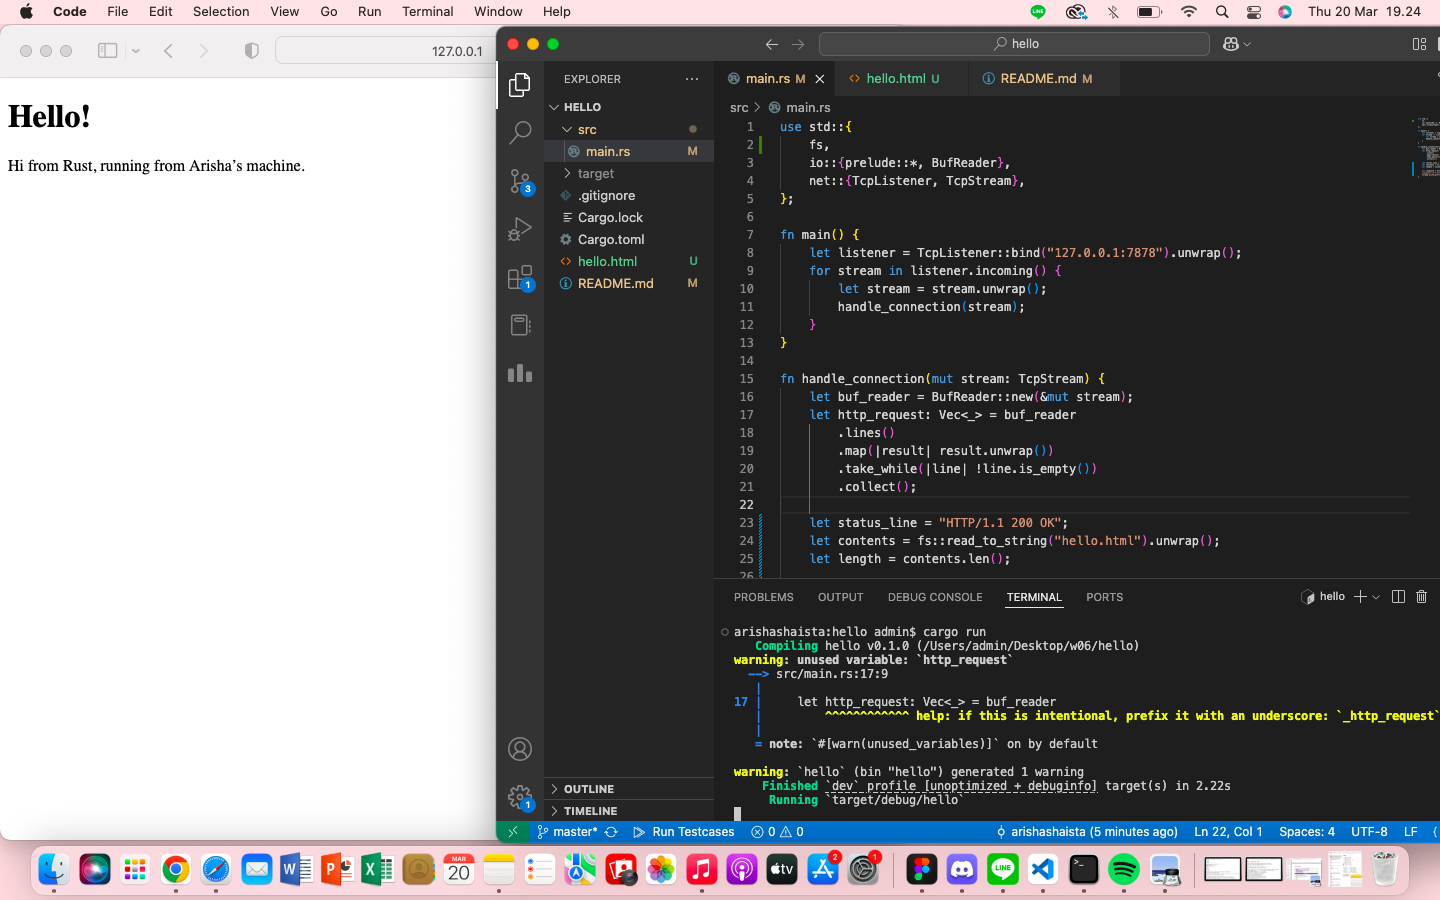 Code File Edit Selection View Go Run Terminal Window Help
LINE
Thu 20 Mar 19.24
127.0.0.1
Hello!
Hi from Rust, running from Arisha's machine.
hello
EXPLORER
HELLO
src
main.rs M
target
.gitignore
Cargo.lock
Cargo.toml
hello.html U
README.md M
3
1
1
OUTLINE
TIMELINE
main.rs M
hello.html U
README.md M
src > main.rs
1 use std::{
2 fs,
3 io::{prelude::*, BufReader},
4 net::{TcpListener, TcpStream},
5 };
6
7 fn main() {
8 let listener = TcpListener::bind("127.0.0.1:7878").unwrap();
9 for stream in listener.incoming() {
10 let stream = stream.unwrap();
11 handle_connection(stream);
12 }
13 }
14
15 fn handle_connection(mut stream: TcpStream) {
16 let buf_reader = BufReader::new(&mut stream);
17 let http_request: Vec<_> = buf_reader
18 .lines()
19 .map(|result| result.unwrap())
20 .take_while(|line| !line.is_empty())
21 .collect();
22
23 let status_line = "HTTP/1.1 200 OK";
24 let contents = fs::read_to_string("hello.html").unwrap();
25 let length = contents.len();
26
PROBLEMS OUTPUT DEBUG CONSOLE TERMINAL PORTS
hello
arishashaista:hello admin$ cargo run
Compiling hello v0.1.0 (/Users/admin/Desktop/w06/hello)
warning: unused variable: `http_request`
--> src/main.rs:17:9
|
17 | let http_request: Vec<_> = buf_reader
| ^^^^^^^^^^^^ help: if this is intentional, prefix it with an underscore: `_http_request`
|
= note: `#[warn(unused_variables)]` on by default
warning: `hello` (bin "hello") generated 1 warning
Finished `dev` profile [unoptimized + debuginfo] target(s) in 2.22s
Running `target/debug/hello`
master* Run Testcases 0 0
arishashaista (5 minutes ago) Ln 22, Col 1 Spaces: 4 UTF-8 LF {
MAR
20
tv
2
1
LINE